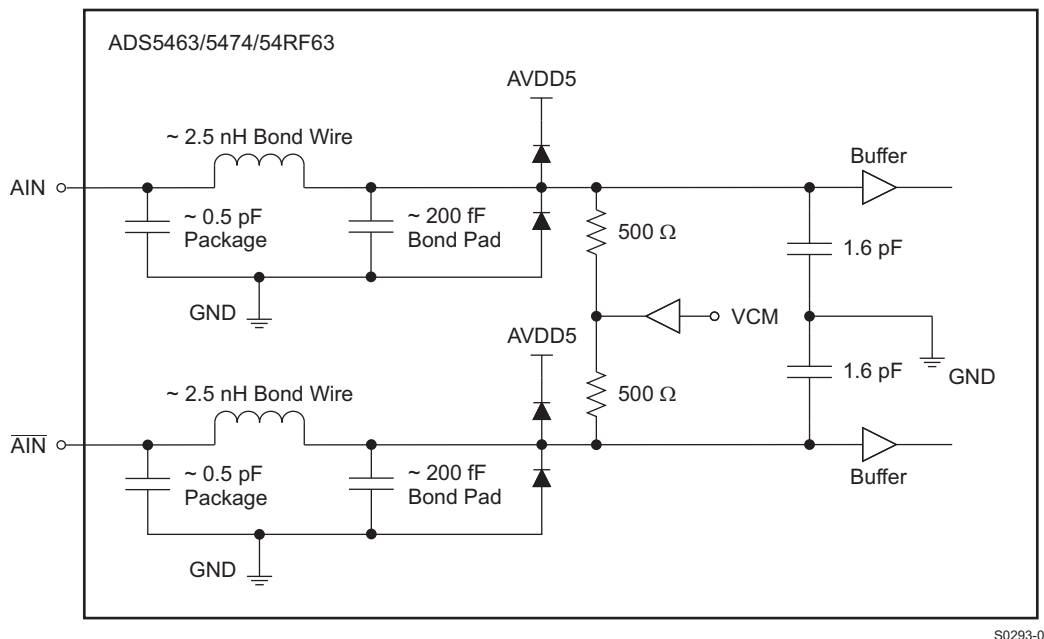 ADS5463/5474/54RF63
AVDD5
~ 2.5 nH Bond Wire
Buffer
AIN
~ 0.5 pF
Package
~ 200 fF
Bond Pad
500 Ω
1.6 pF
GND
VCM
AVDD5
GND
~ 2.5 nH Bond Wire
500 Ω
1.6 pF
A̅I̅N̅
~ 0.5 pF
Package
~ 200 fF
Bond Pad
Buffer
GND
S0293-0